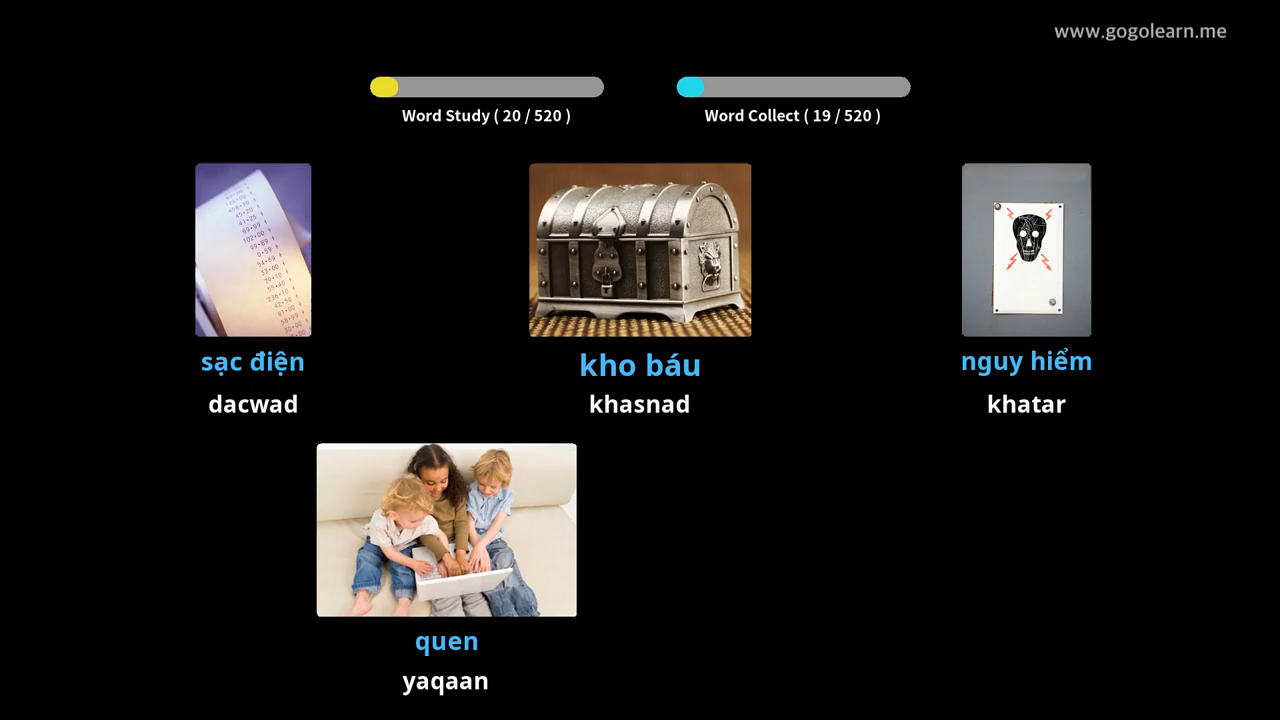 www.gogolearn.me
Word Study ( 20 / 520 )
Word Collect ( 19 / 520 )
sạc điện
kho báu
nguy hiểm
dacwad
khasnad
khatar
quen
yaqaan